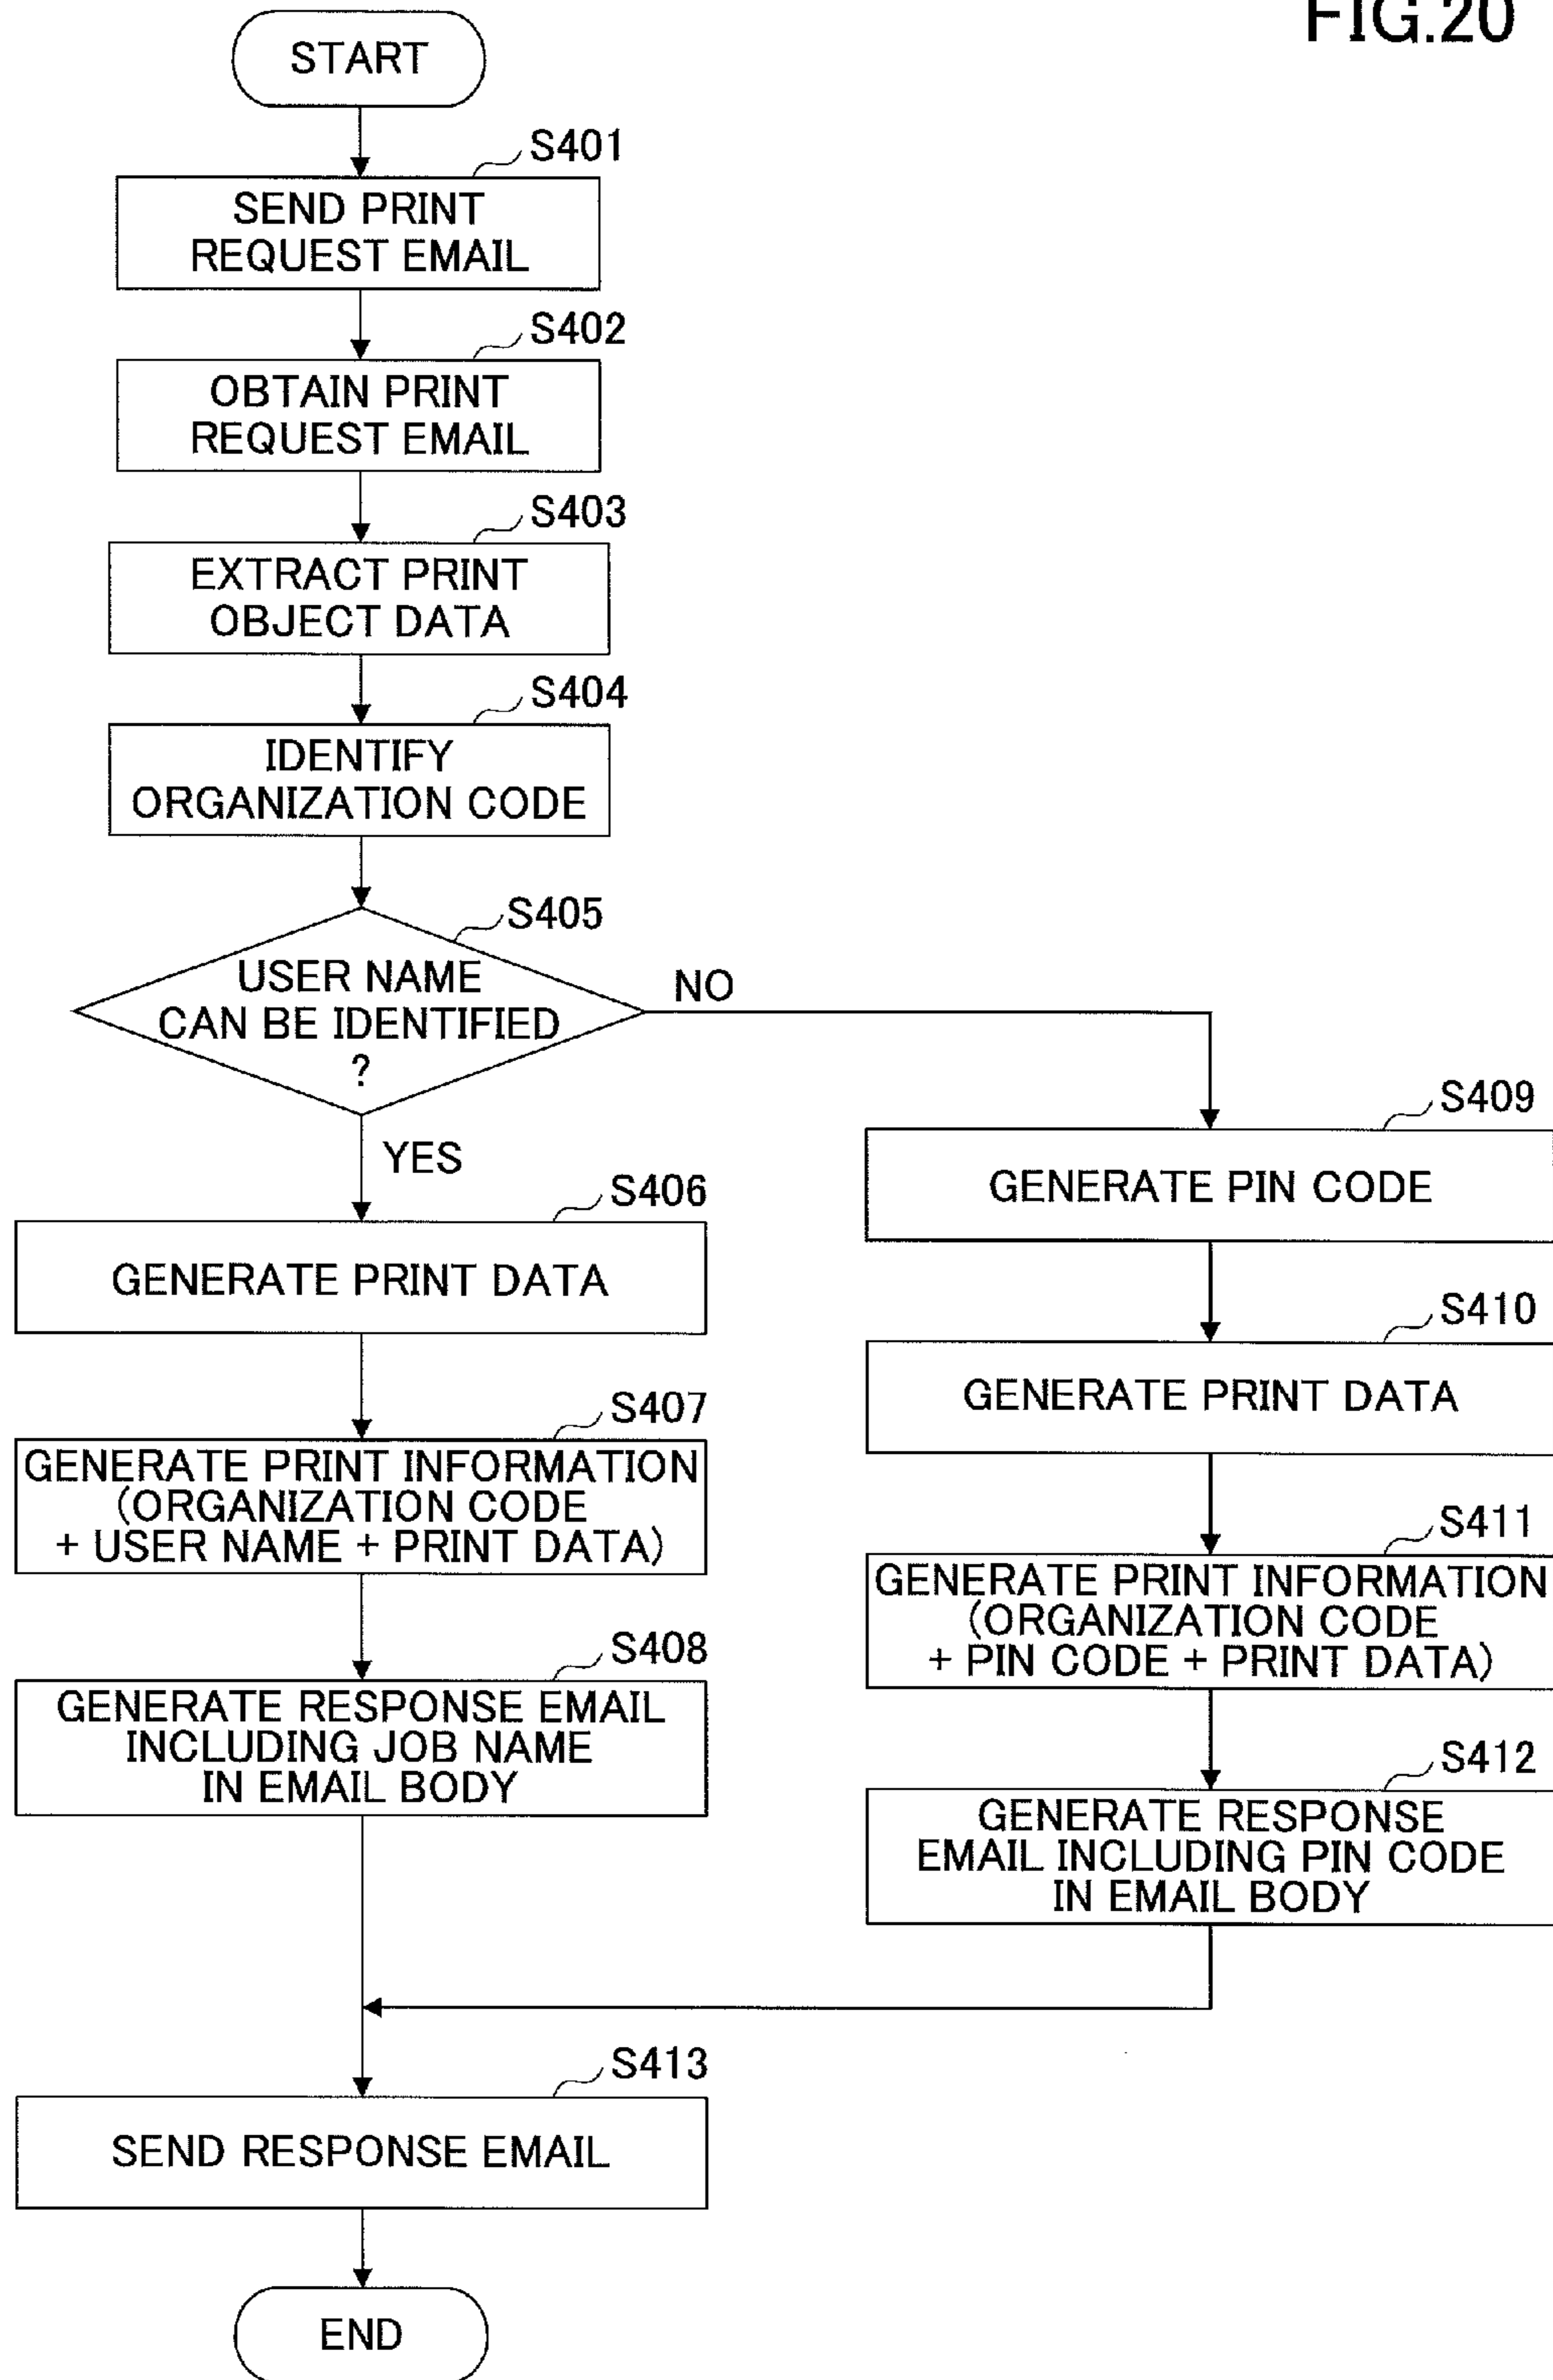 FIG.20
START
S401
SEND PRINT
REQUEST EMAIL
S402
OBTAIN PRINT
REQUEST EMAIL
S403
EXTRACT PRINT
OBJECT DATA
S404
IDENTIFY
ORGANIZATION CODE
S405
USER NAME
CAN BE IDENTIFIED
?
NO
YES
S406
GENERATE PRINT DATA
S407
GENERATE PRINT INFORMATION
(ORGANIZATION CODE
+ USER NAME + PRINT DATA)
S408
GENERATE RESPONSE EMAIL
INCLUDING JOB NAME
IN EMAIL BODY
S409
GENERATE PIN CODE
S410
GENERATE PRINT DATA
S411
GENERATE PRINT INFORMATION
(ORGANIZATION CODE
+ PIN CODE + PRINT DATA)
S412
GENERATE RESPONSE
EMAIL INCLUDING PIN CODE
IN EMAIL BODY
S413
SEND RESPONSE EMAIL
END